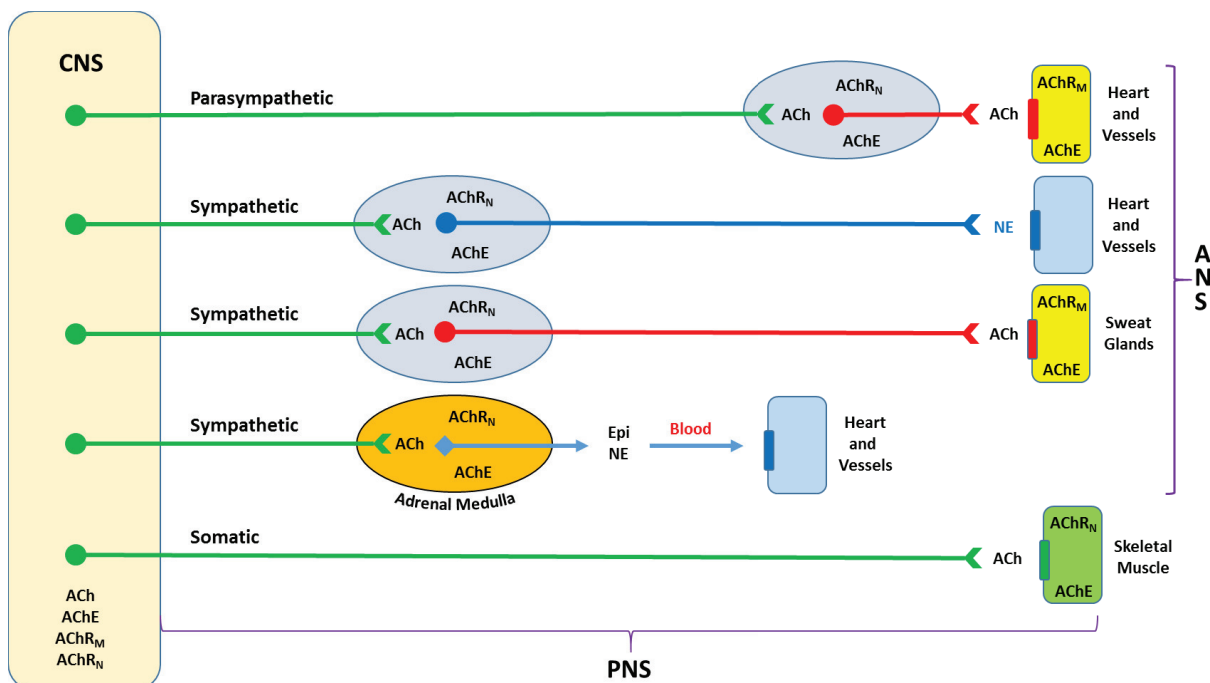 CNS
Parasympathetic
ACh
AChR_N
AChE
ACh
AChR_M
AChE
Heart
and
Vessels
Sympathetic
ACh
AChR_N
AChE
NE
Heart
and
Vessels
Sympathetic
ACh
AChR_N
AChE
ACh
AChR_M
AChE
Sweat
Glands
Sympathetic
ACh
AChR_N
AChE
Adrenal Medulla
Epi
NE
Blood
Heart
and
Vessels
Somatic
ACh
AChR_N
AChE
Skeletal
Muscle
ACh
AChE
AChR_M
AChR_N
PNS
A
N
S